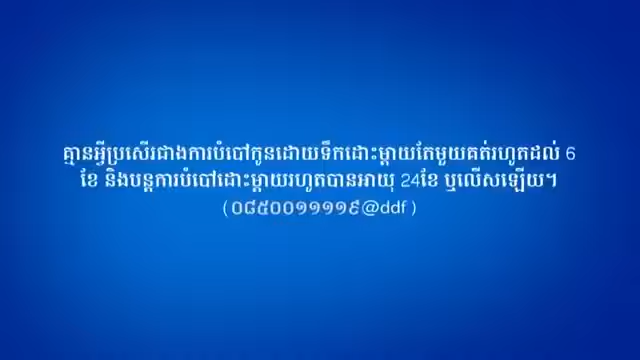 គ្មានអ្វីប្រសើរជាងការបំបៅកូនដោយទឹកដោះម្តាយតែមួយគត់រហូតដល់ 6
ខែ និងបន្តការបំបៅដោះម្តាយរហូតបានអាយុ 24ខែ ឬលើសឡើយ។
(០៨៥០០១១១១៩@ddf )